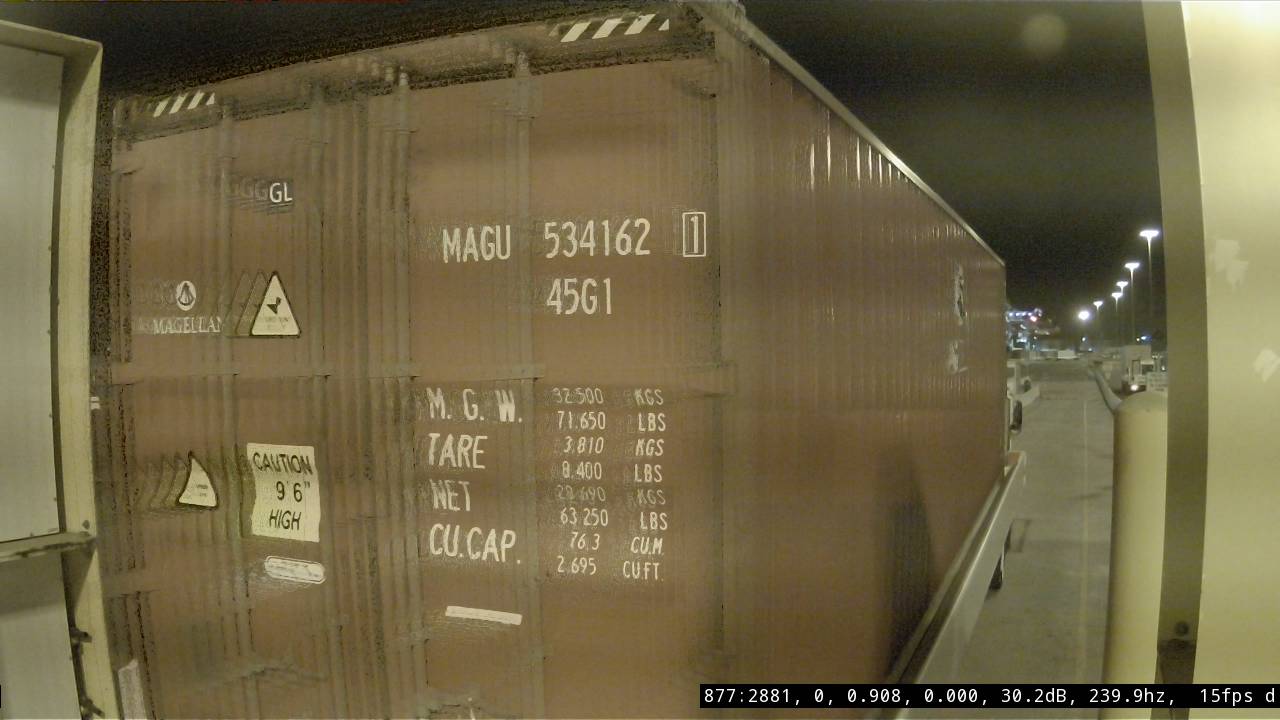 GL
MAGU 534162 1
45G1
MAGELLAN
M. G. W. 32.500 KGS
71.650 LBS
TARE 3.810 KGS
8.400 LBS
NET 28.690 KGS
63.250 LBS
CU.CAP. 76.3 CU.M.
2.695 CU.FT.
CAUTION
9'6"
HIGH
877:2881, 0, 0.908, 0.000, 30.2dB, 239.9hz, 15fps d